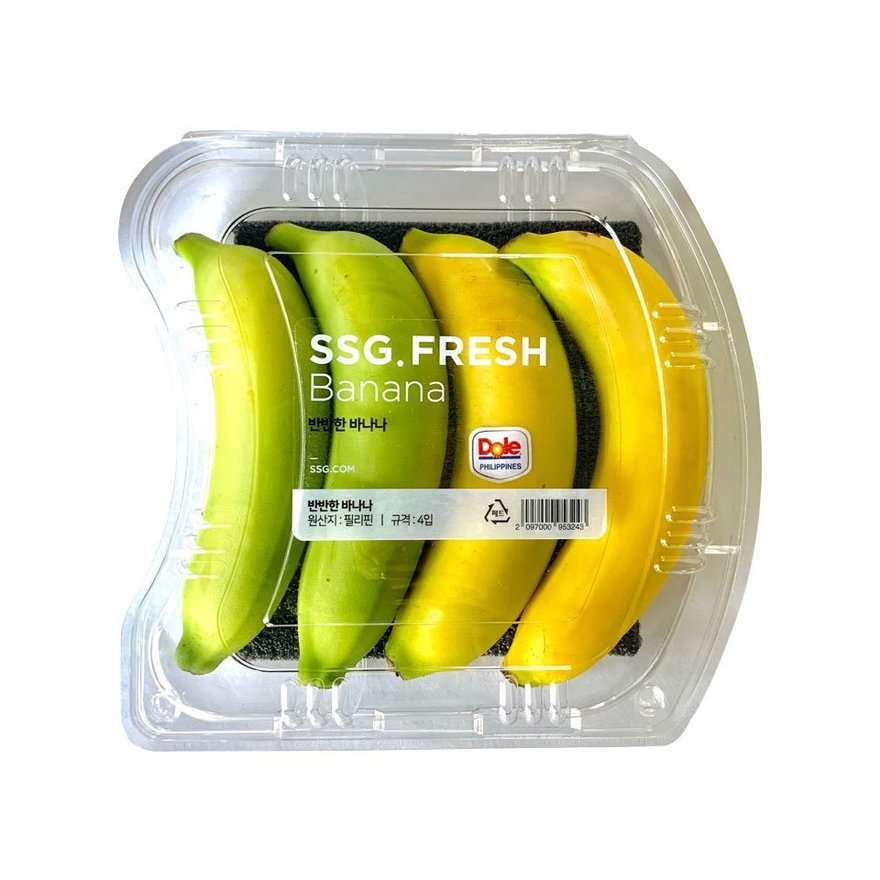 SSG.FRESH
Banana
반반한 바나나
SSG.COM
Dole
PHILIPPINES
반반한 바나나
원산지 : 필리핀 | 규격 : 4입
페트
2 097000 953243